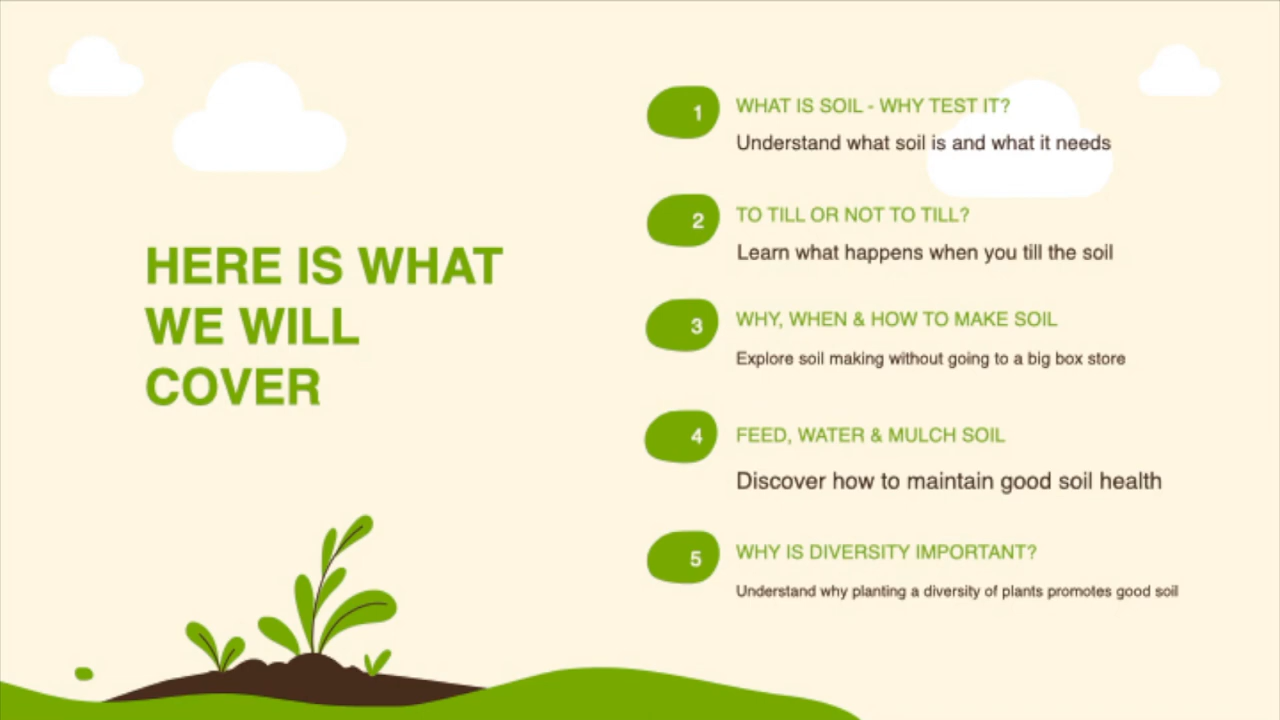 HERE IS WHAT
WE WILL
COVER
1
WHAT IS SOIL - WHY TEST IT?
Understand what soil is and what it needs
2
TO TILL OR NOT TO TILL?
Learn what happens when you till the soil
3
WHY, WHEN & HOW TO MAKE SOIL
Explore soil making without going to a big box store
4
FEED, WATER & MULCH SOIL
Discover how to maintain good soil health
5
WHY IS DIVERSITY IMPORTANT?
Understand why planting a diversity of plants promotes good soil